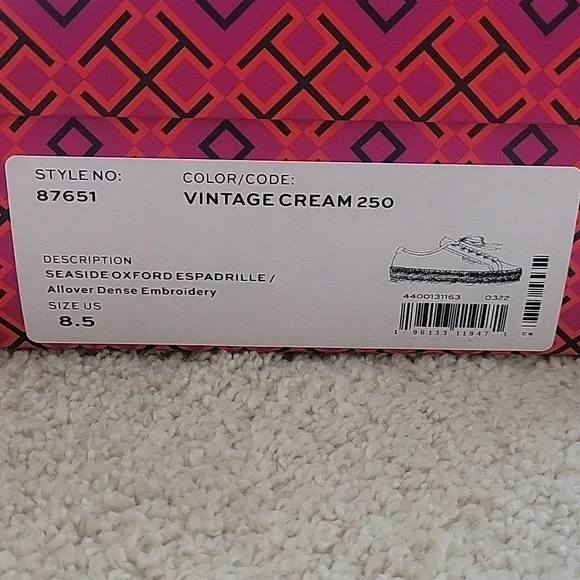 STYLE NO:
87651
COLOR/CODE:
VINTAGE CREAM 250
DESCRIPTION
SEASIDE OXFORD ESPADRILLE /
Allover Dense Embroidery
SIZE US
8.5
4400131163 0322
1 96133 11947 1 CN